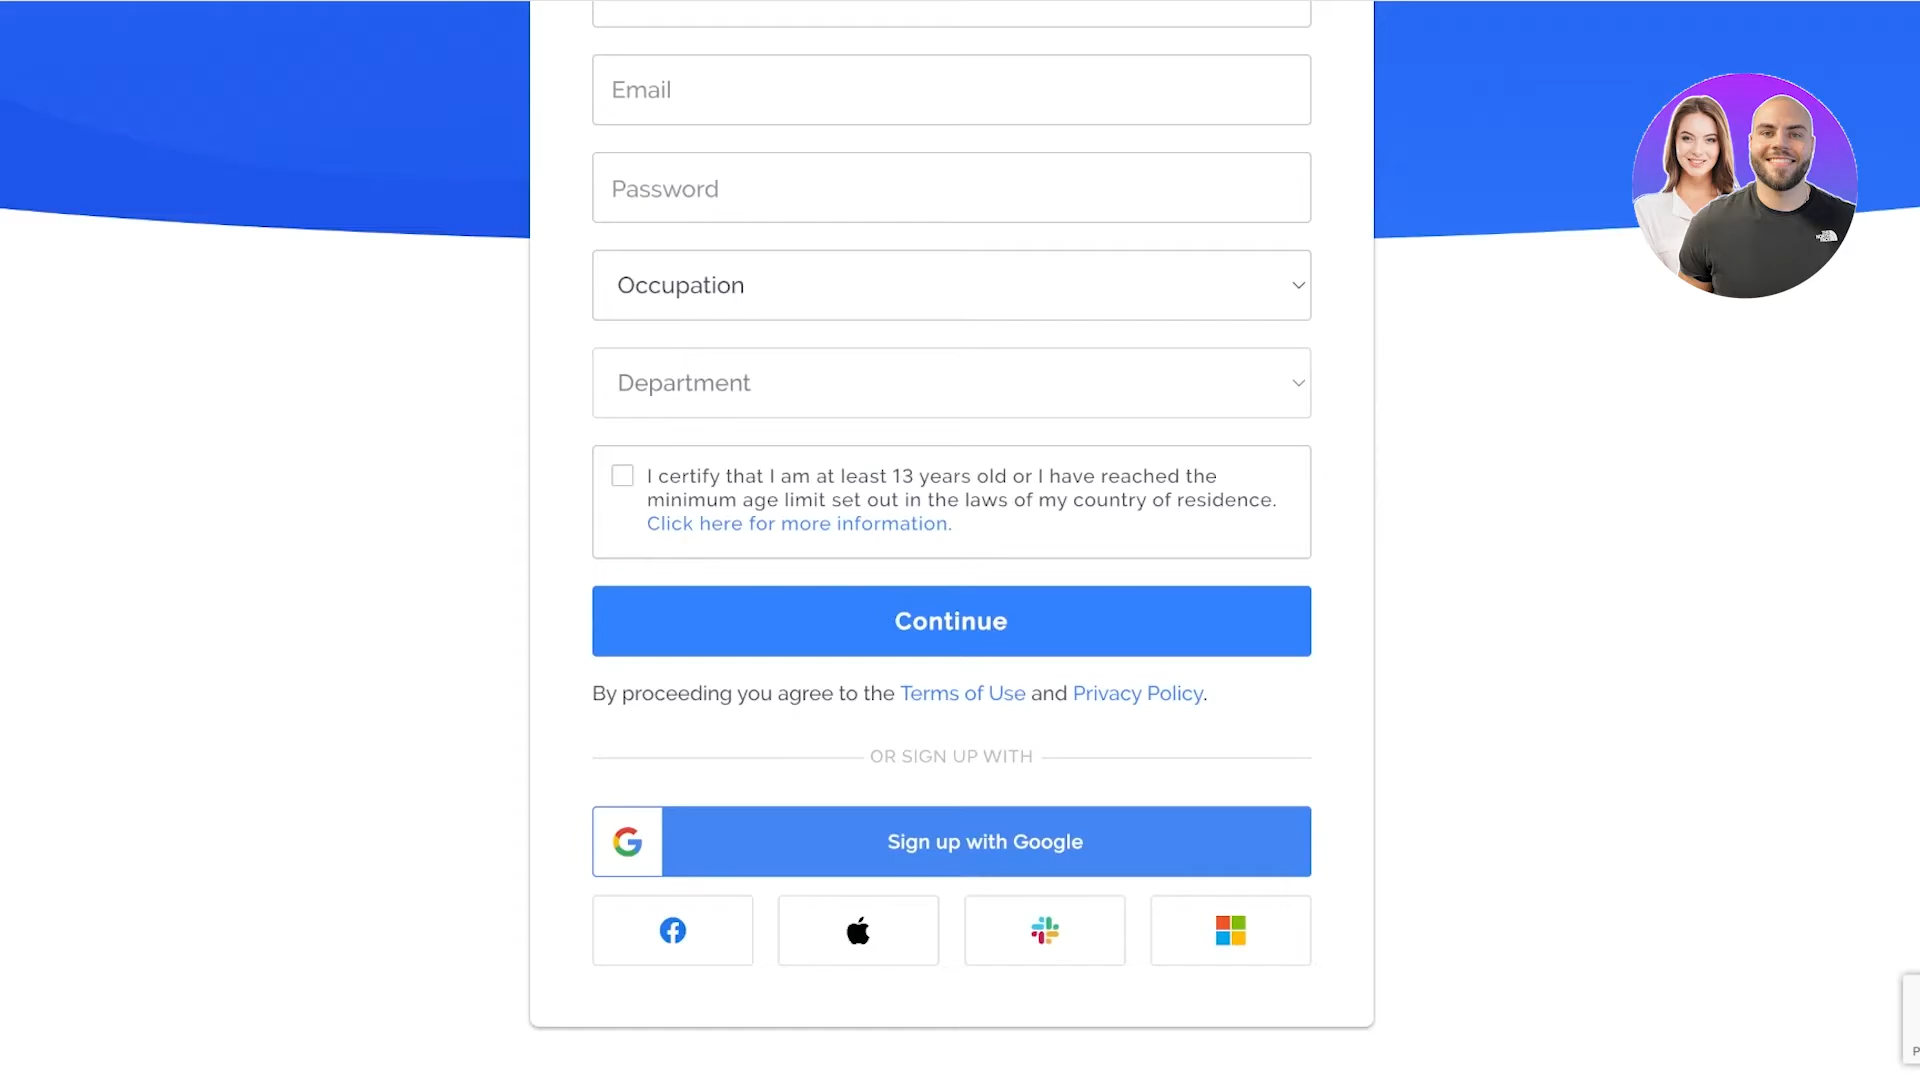 Email
Password
Occupation
Department
I certify that I am at least 13 years old or I have reached the
minimum age limit set out in the laws of my country of residence.
Click here for more information.
Continue
By proceeding you agree to the Terms of Use and Privacy Policy.
OR SIGN UP WITH
Sign up with Google